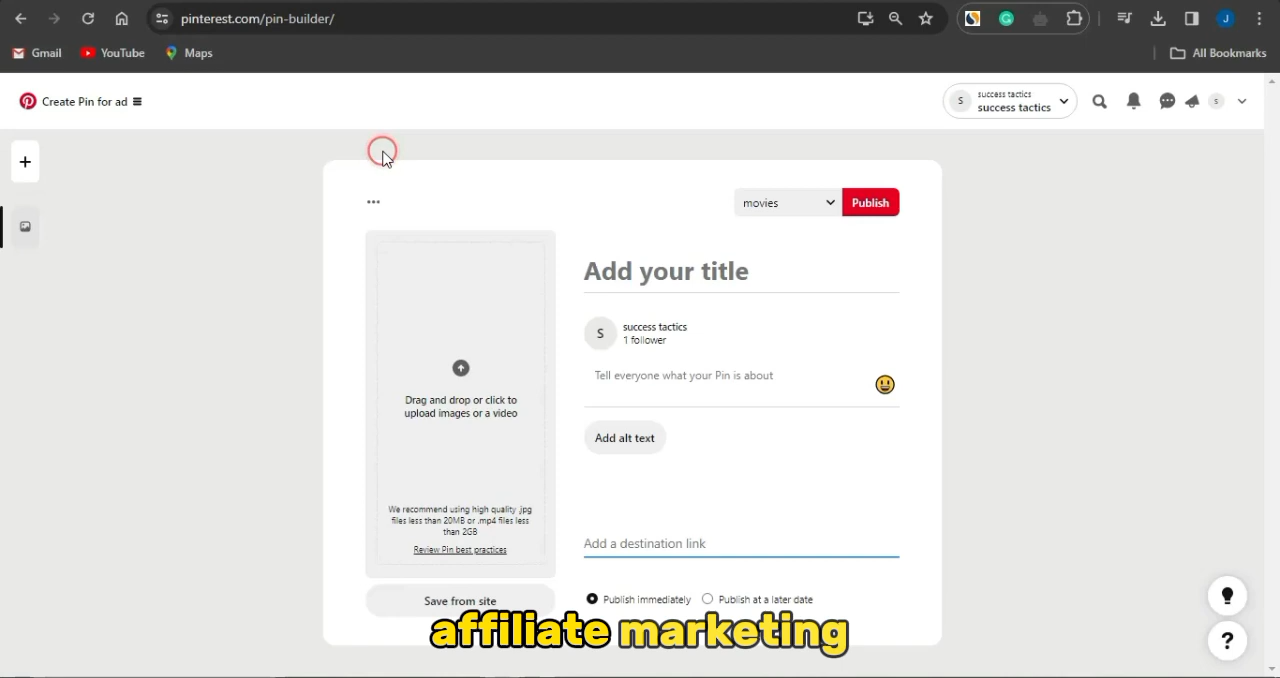 pinterest.com/pin-builder/
J
Gmail
YouTube
Maps
All Bookmarks
Create Pin for ad
S
success tactics
success tactics
s
movies
Publish
Add your title
S
success tactics
1 follower
Tell everyone what your Pin is about
Drag and drop or click to
upload images or a video
Add alt text
We recommend using high quality .jpg
files less than 20MB or .mp4 files less
than 2GB
Review Pin best practices
Add a destination link
Save from site
Publish immediately
Publish at a later date
affiliate marketing
?